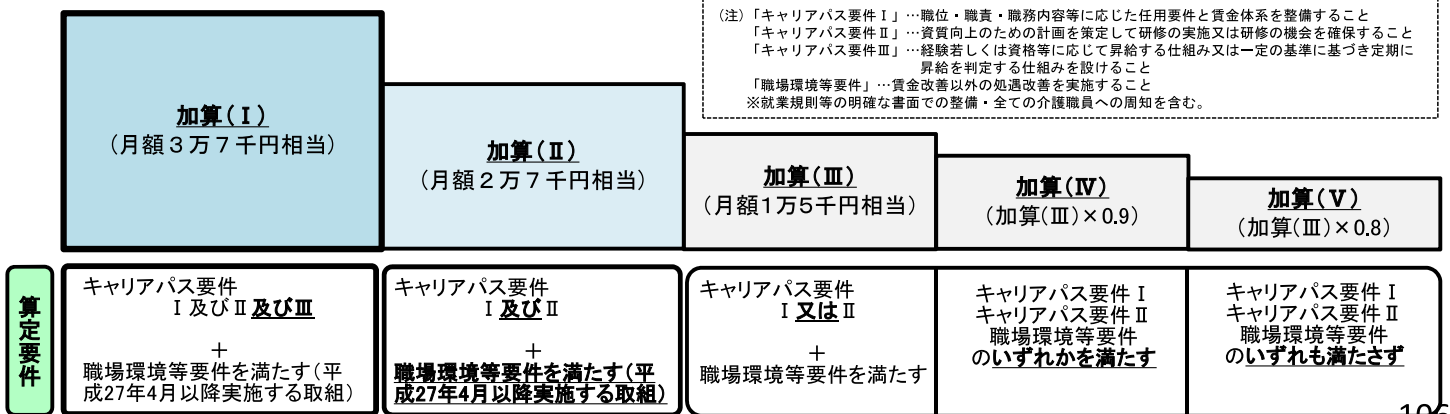 (注)「キャリアパス要件Ⅰ」…職位・職責・職務内容等に応じた任用要件と賃金体系を整備すること
「キャリアパス要件Ⅱ」…資質向上のための計画を策定して研修の実施又は研修の機会を確保すること
「キャリアパス要件Ⅲ」…経験若しくは資格等に応じて昇給する仕組み又は一定の基準に基づき定期に
昇給を判定する仕組みを設けること
「職場環境等要件」…賃金改善以外の処遇改善を実施すること
※就業規則等の明確な書面での整備・全ての介護職員への周知を含む。
加算(Ⅰ)
(月額3万7千円相当)
加算(Ⅱ)
(月額2万7千円相当)
加算(Ⅲ)
(月額1万5千円相当)
加算(Ⅳ)
(加算(Ⅲ)×0.9)
加算(Ⅴ)
(加算(Ⅲ)×0.8)
算定要件
キャリアパス要件
Ⅰ及びⅡ及びⅢ
+
職場環境等要件を満たす(平
成27年4月以降実施する取組)
キャリアパス要件
Ⅰ及びⅡ
+
職場環境等要件を満たす(平
成27年4月以降実施する取組)
キャリアパス要件
Ⅰ又はⅡ
+
職場環境等要件を満たす
キャリアパス要件Ⅰ
キャリアパス要件Ⅱ
職場環境等要件
のいずれかを満たす
キャリアパス要件Ⅰ
キャリアパス要件Ⅱ
職場環境等要件
のいずれも満たさず